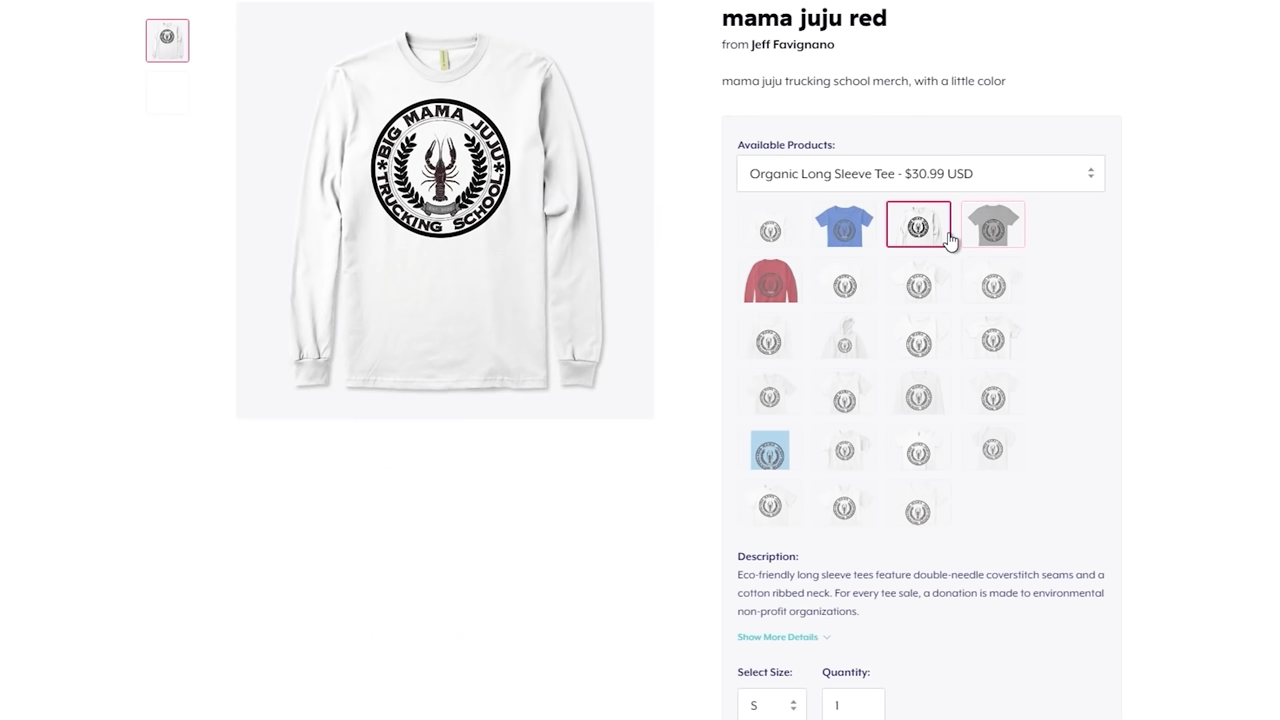 mama juju red
from Jeff Favignano
mama juju trucking school merch, with a little color
BIG MAMA JUJU
TRUCKING SCHOOL
Available Products:
Organic Long Sleeve Tee - $30.99 USD
Description:
Eco-friendly long sleeve tees feature double-needle coverstitch seams and a
cotton ribbed neck. For every tee sale, a donation is made to environmental
non-profit organizations.
Show More Details
Select Size:
Quantity:
S
1